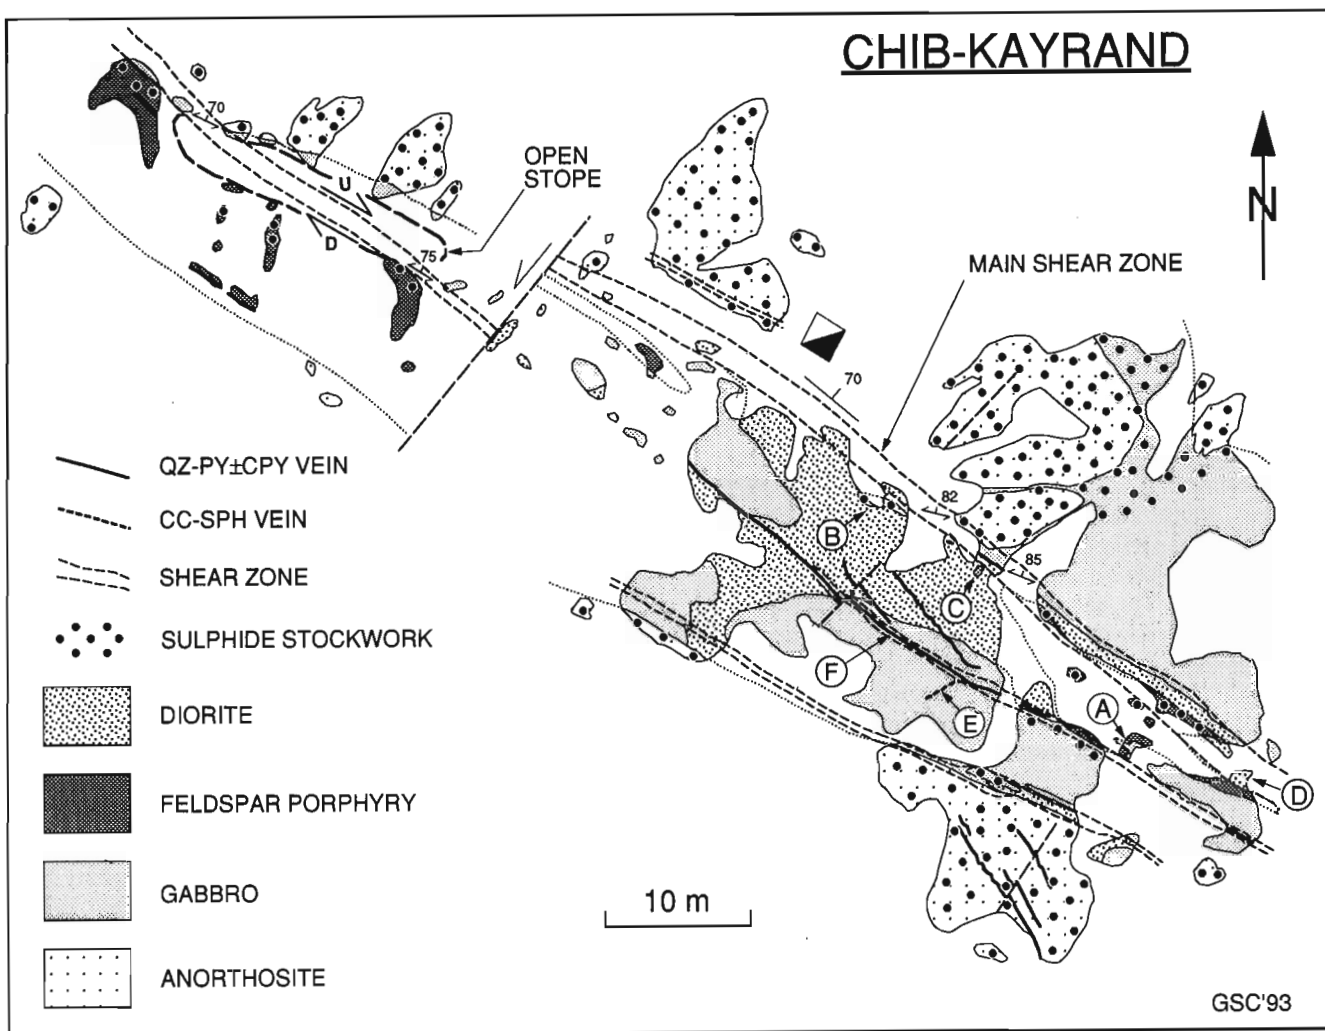 CHIB-KAYRAND
70
OPEN
STOPE
U
N
D
75
MAIN SHEAR ZONE
70
QZ-PY±CPY VEIN
82
CC-SPH VEIN
B
85
SHEAR ZONE
C
SULPHIDE STOCKWORK
F
DIORITE
E
A
D
FELDSPAR PORPHYRY
GABBRO
10 m
ANORTHOSITE
GSC'93